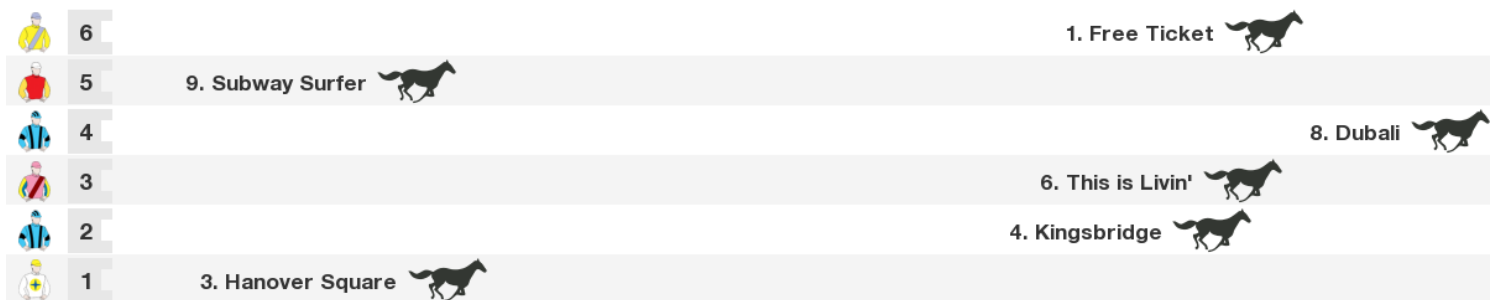 6 1. Free Ticket
5 9. Subway Surfer
4 8. Dubali
3 6. This is Livin'
2 4. Kingsbridge
1 3. Hanover Square